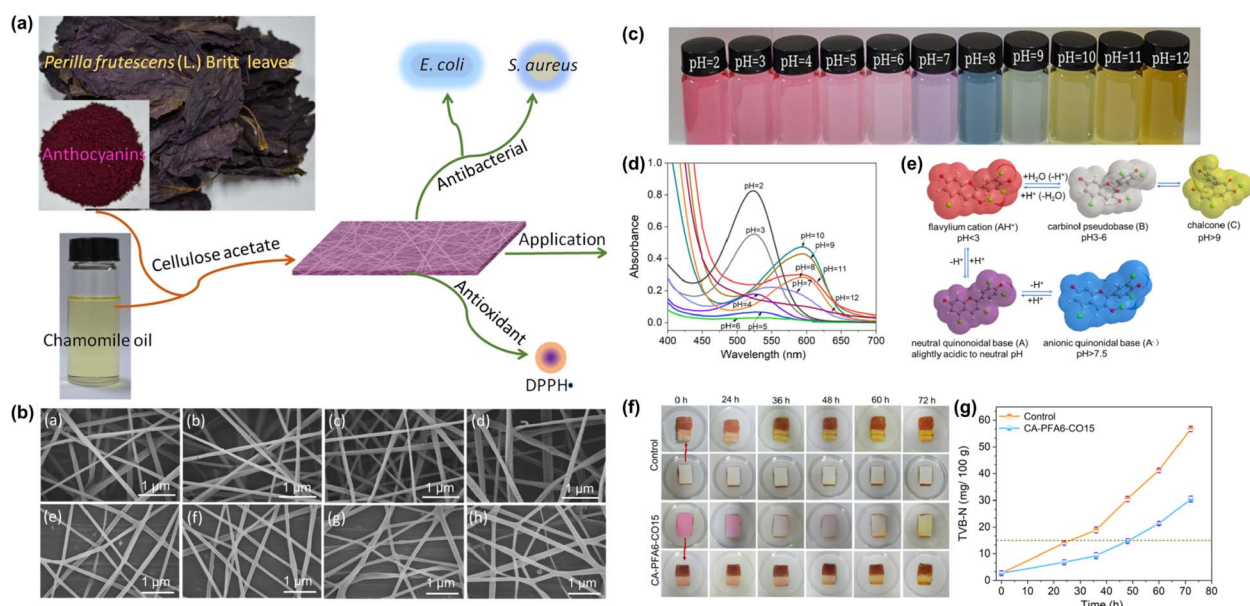 (a)
Perilla frutescens (L.) Britt leaves
Anthocyanins
Chamomile oil
Cellulose acetate
E. coli
S. aureus
Antibacterial
Application
Antioxidant
DPPH•
(b)
(a)
1 µm
(b)
1 µm
(c)
1 µm
(d)
1 µm
(e)
1 µm
(f)
1 µm
(g)
1 µm
(h)
1 µm
(c)
pH=2
pH=3
pH=4
pH=5
pH=6
pH=7
pH=8
pH=9
pH=10
pH=11
pH=12
(d)
Absorbance
1.0
0.8
0.6
0.4
0.2
0.0
pH=2
pH=3
pH=10
pH=9
pH=8
pH=11
pH=7
pH=4
pH=12
pH=6
pH=5
400
450
500
550
600
650
700
Wavelength (nm)
(e)
+H₂O (-H⁺)
+H⁺ (-H₂O)
flavylium cation (AH⁺)
pH<3
carbinol pseudobase (B)
pH3-6
chalcone (C)
pH>9
-H⁺
+H⁺
-H⁺
+H⁺
neutral quinonoidal base (A)
alightly acidic to neutral pH
anionic quinonidal base (A⁻)
pH>7.5
(f)
0 h
24 h
36 h
48 h
60 h
72 h
Control
CA-PFA6-CO15
(g)
TVB-N (mg/ 100 g)
Control
CA-PFA6-CO15
60
50
40
30
20
10
0
0
10
20
30
40
50
60
70
80
Time (h)